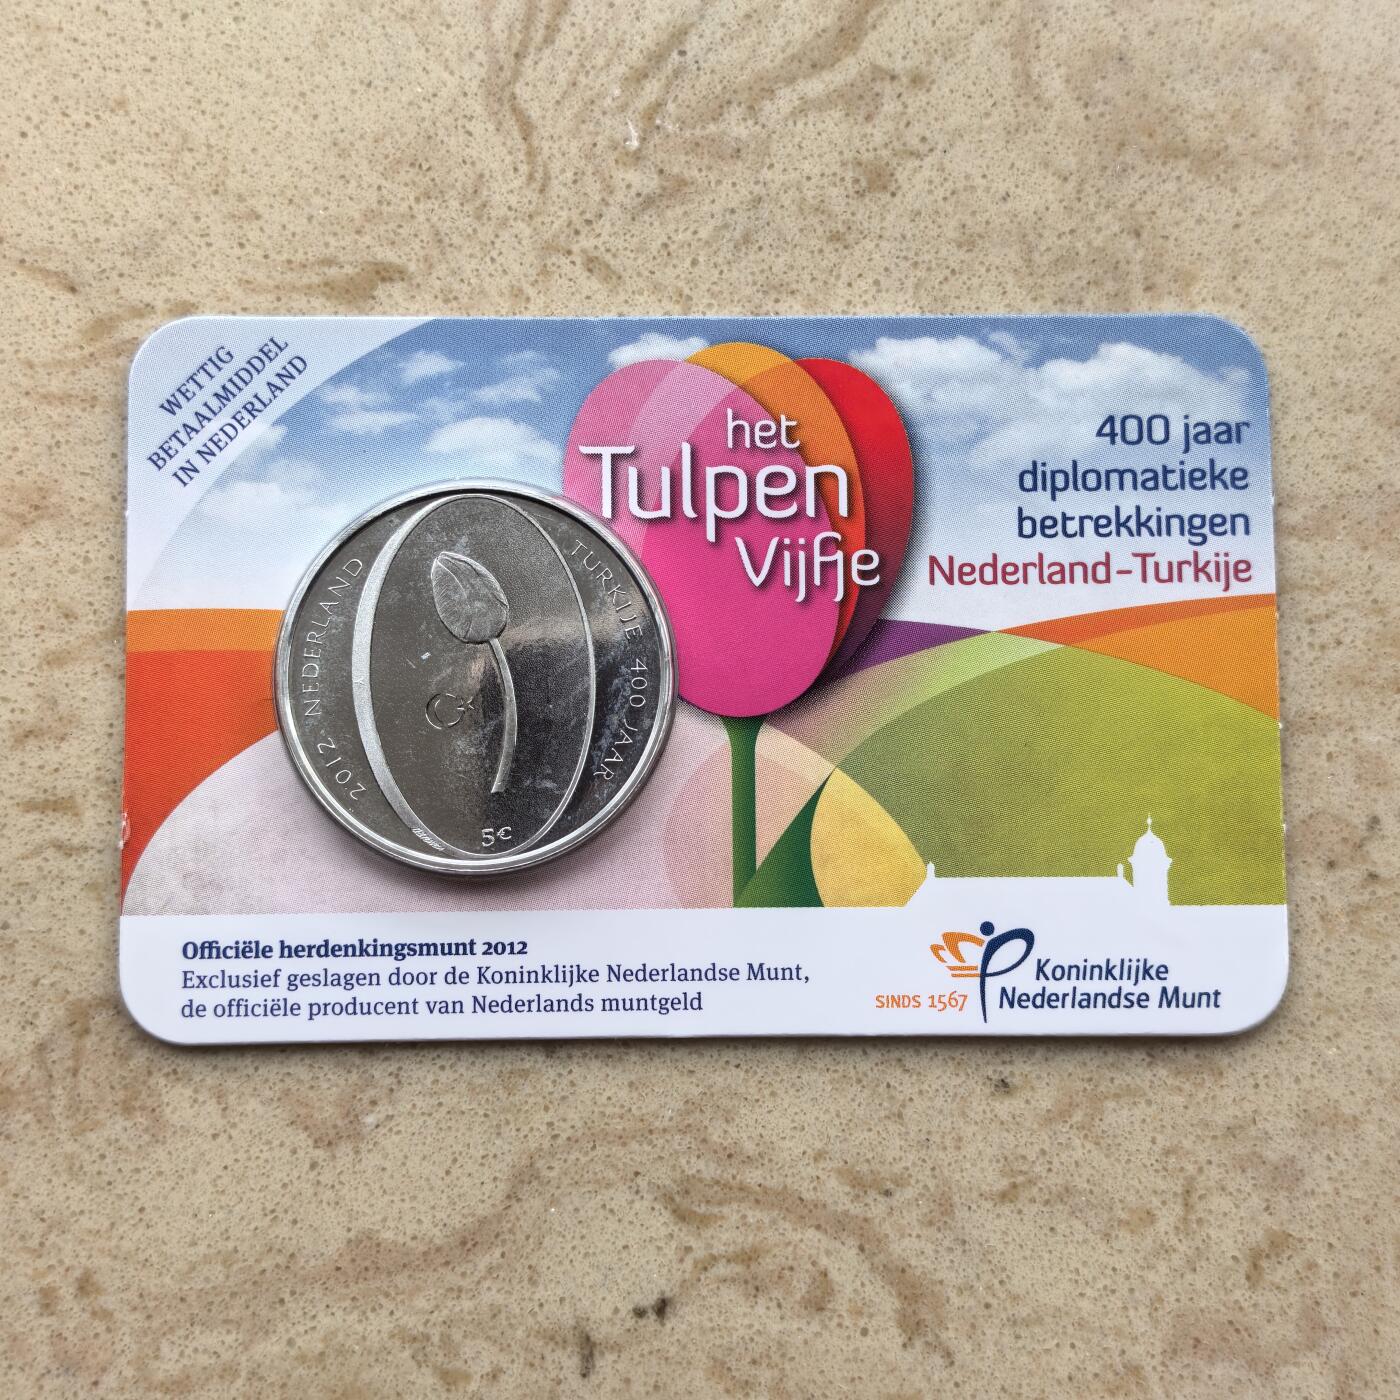 WETTIG
BETAALMIDDEL
IN NEDERLAND
het
Tulpen
Vijfje
400 jaar
diplomatieke
betrekkingen
Nederland-Turkije
2012 NEDERLAND
TURKIJE 400 JAAR
5€
Officiële herdenkingsmunt 2012
Exclusief geslagen door de Koninklijke Nederlandse Munt,
de officiële producent van Nederlands muntgeld
SINDS 1567
Koninklijke
Nederlandse Munt